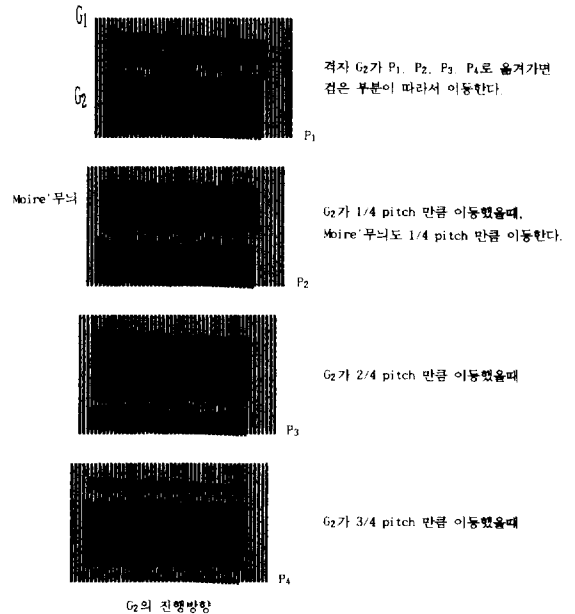 G₁
격자 G₂가 P₁, P₂, P₃, P₄로 옮겨가면
검은 부분이 따라서 이동한다.
G₂
P₁
Moire'무늬
G₂가 1/4 pitch 만큼 이동했을때,
Moire'무늬도 1/4 pitch 만큼 이동한다.
P₂
G₂가 2/4 pitch 만큼 이동했을때
P₃
G₂가 3/4 pitch 만큼 이동했을때
P₄
G₂의 진행방향